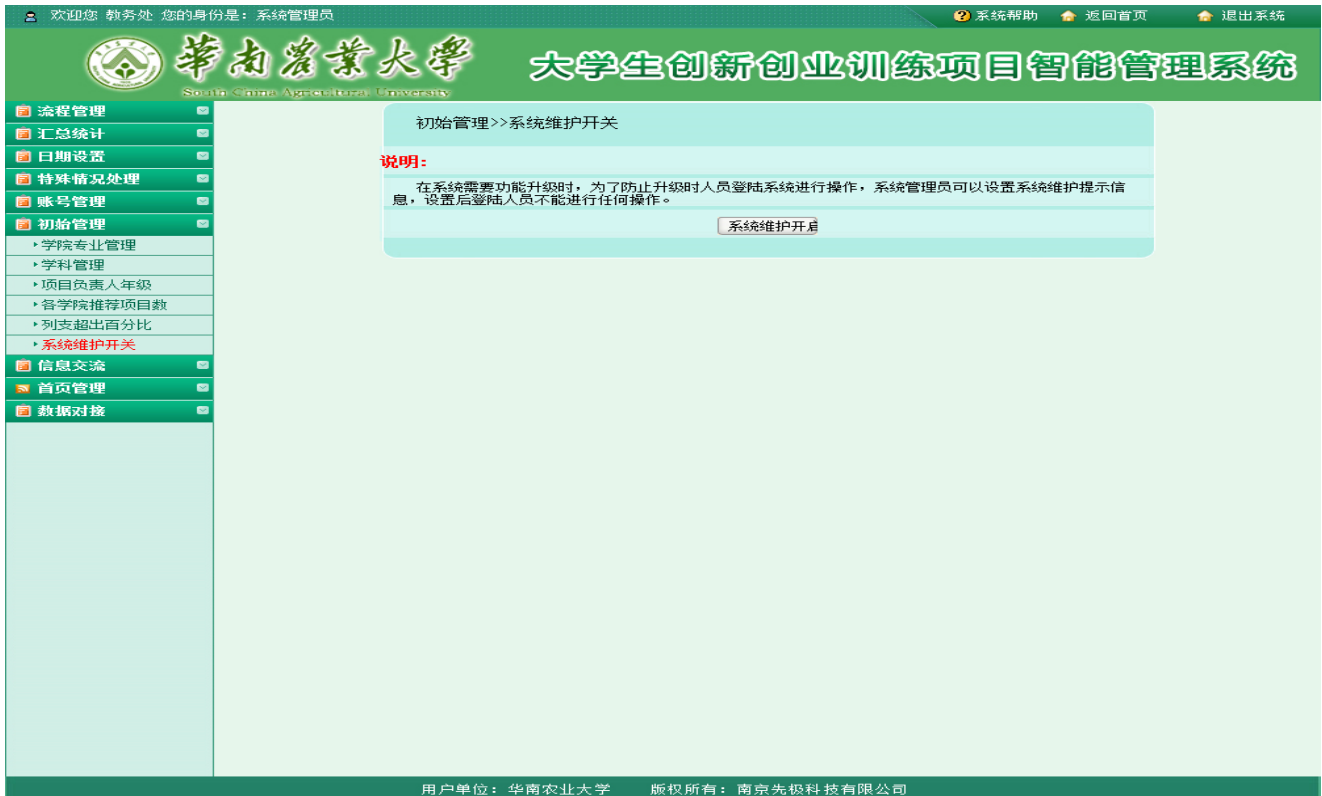 欢迎您 教务处 您的身份是：系统管理员
系统帮助 返回首页 退出系统
華南農業大學
South China Agricultural University
大学生创新创业训练项目智能管理系统
流程管理
汇总统计
日期设置
特殊情况处理
账号管理
初始管理
学院专业管理
学科管理
项目负责人年级
各学院推荐项目数
列支超出百分比
系统维护开关
信息交流
首页管理
数据对接
初始管理>>系统维护开关
说明：
在系统需要功能升级时，为了防止升级时人员登陆系统进行操作，系统管理员可以设置系统维护提示信
息，设置后登陆人员不能进行任何操作。
系统维护开启
用户单位：华南农业大学 版权所有：南京先极科技有限公司